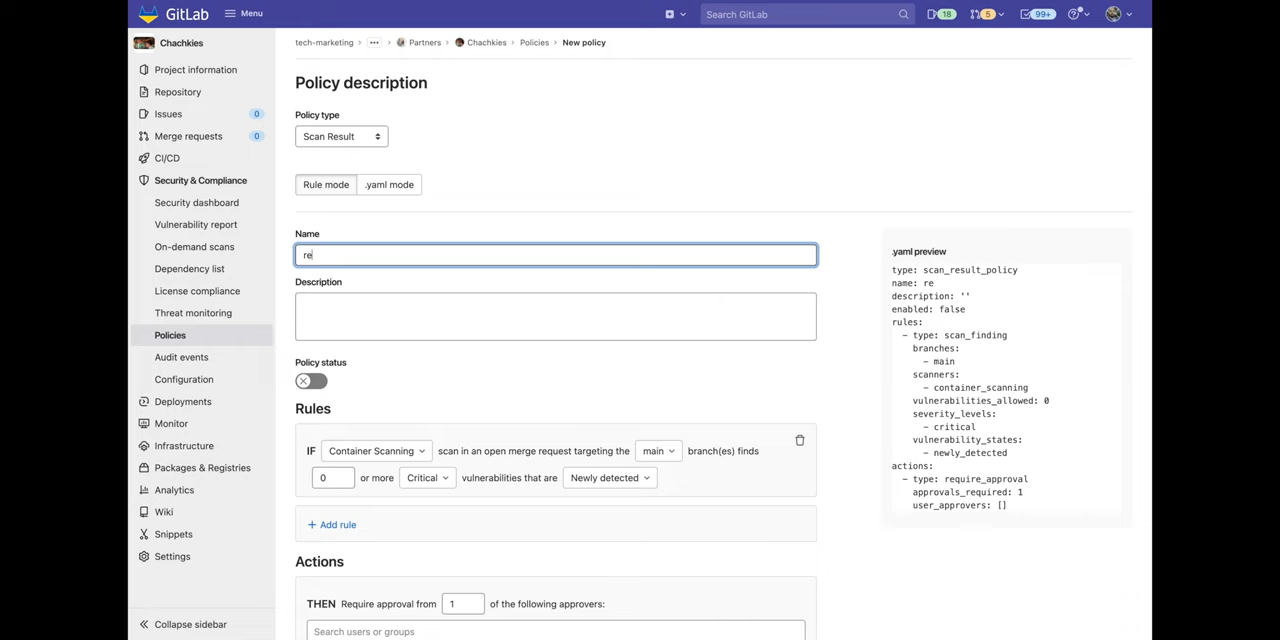 GitLab Menu Search GitLab 18 5 99+
Chachkies
tech-marketing Partners Chachkies Policies New policy
Project information
Repository
Issues 0
Merge requests 0
CI/CD
Security & Compliance
Security dashboard
Vulnerability report
On-demand scans
Dependency list
License compliance
Threat monitoring
Policies
Audit events
Configuration
Deployments
Monitor
Infrastructure
Packages & Registries
Analytics
Wiki
Snippets
Settings
Collapse sidebar
Policy description
Policy type
Scan Result
Rule mode .yaml mode
Name
re
Description
Policy status
Rules
IF Container Scanning scan in an open merge request targeting the main branch(es) finds
0 or more Critical vulnerabilities that are Newly detected
+ Add rule
Actions
THEN Require approval from 1 of the following approvers:
Search users or groups
.yaml preview
type: scan_result_policy
name: re
description: ''
enabled: false
rules:
- type: scan_finding
branches:
- main
scanners:
- container_scanning
vulnerabilities_allowed: 0
severity_levels:
- critical
vulnerability_states:
- newly_detected
actions:
- type: require_approval
approvals_required: 1
user_approvers: []